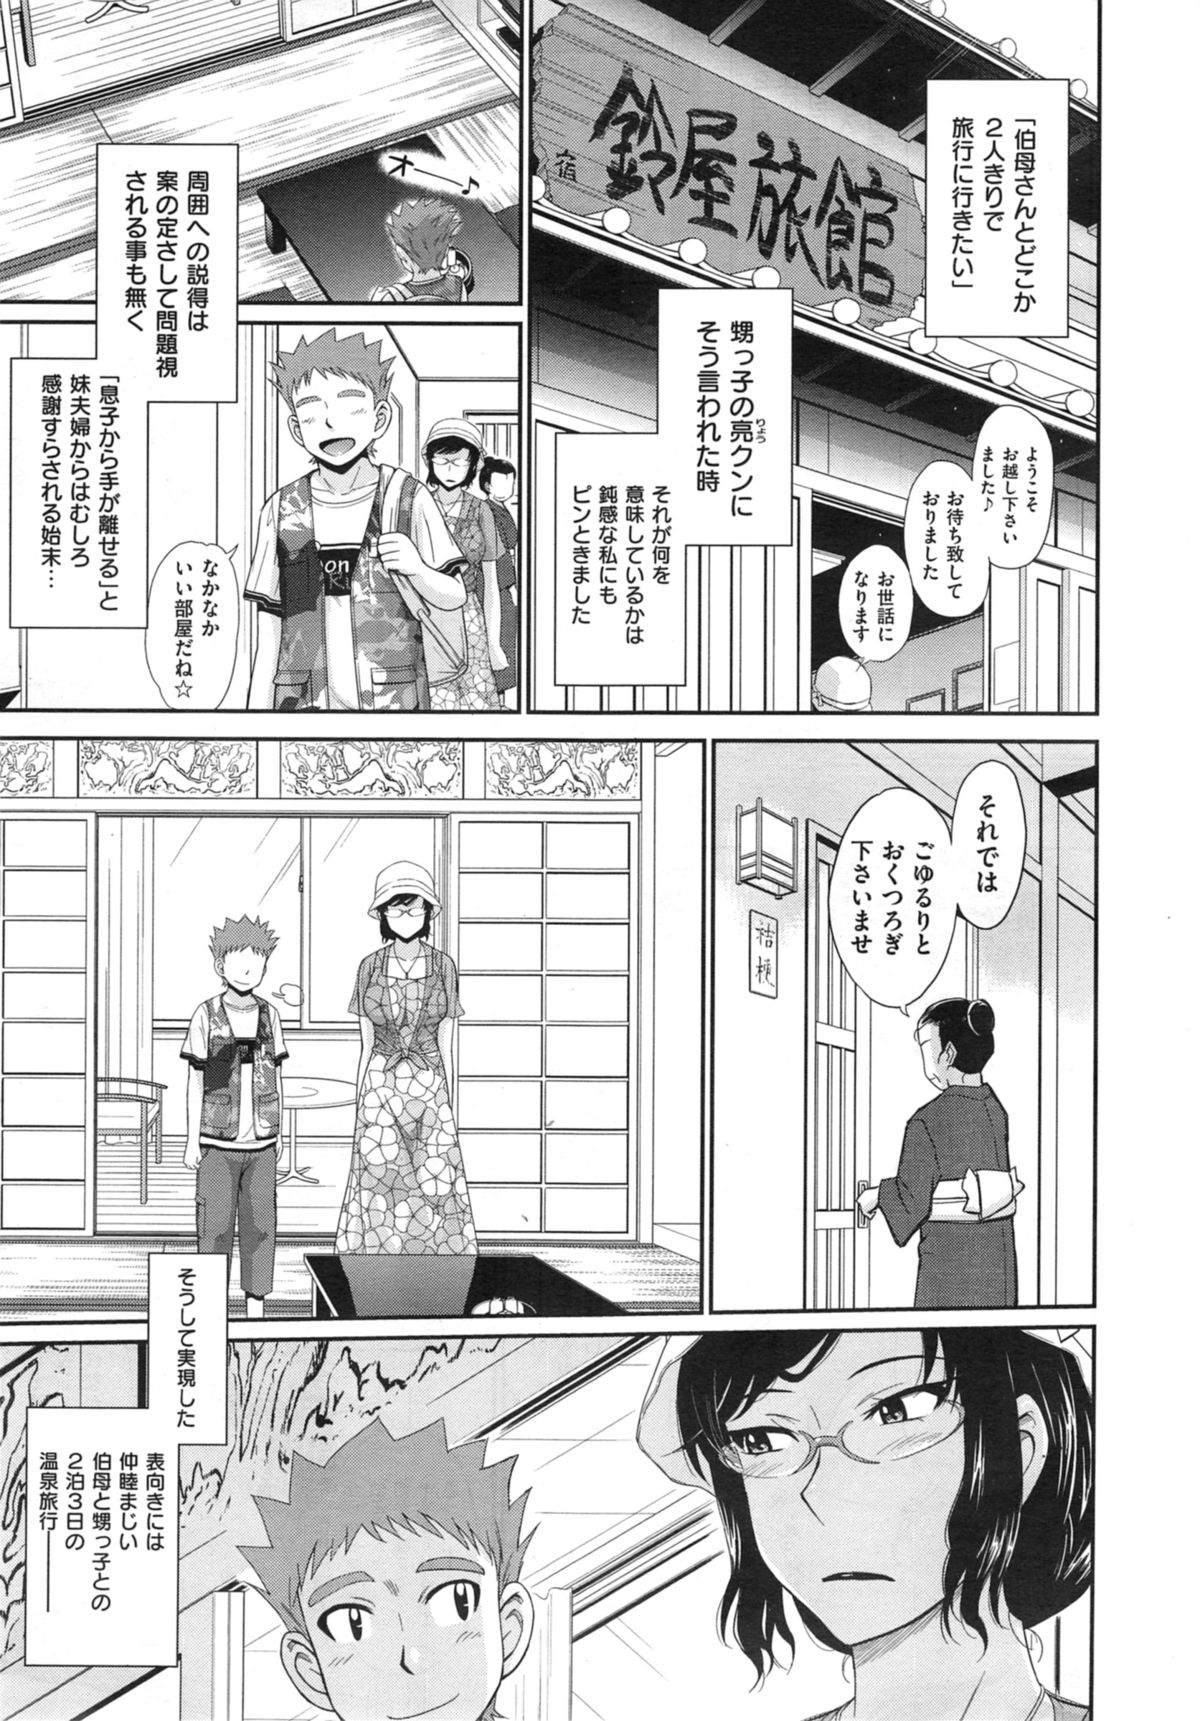 「伯母さんとどこか
2人きりで
旅行に行きたい」
鈴屋旅館
宿
甥っ子の亮クンに
りょう
そう言われた時
それが何を
意味しているかは
鈍感な私にも
ピンときました
ようこそ
お越し下さい
ました♪
お待ち致して
おりました
お世話に
なります
オ――♪
周囲への説得は
案の定さして問題視
される事も無く
「息子から手が離せる」と
妹夫婦からはむしろ
感謝すらされる始末…
なかなか
いい部屋だね☆
それでは
ごゆるりと
おくつろぎ
下さいませ
桔梗
そうして実現した
表向きには
仲睦まじい
伯母と甥っ子との
2泊3日の
温泉旅行――